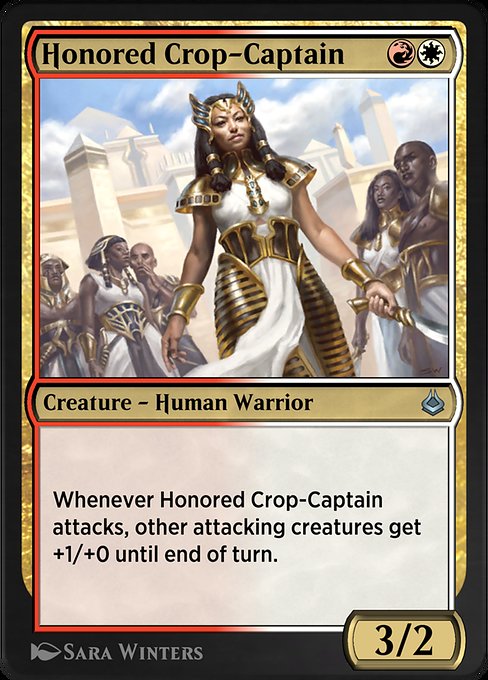 Honored Crop-Captain
Creature – Human Warrior
Whenever Honored Crop-Captain
attacks, other attacking creatures get
+1/+0 until end of turn.
3/2
Sara Winters